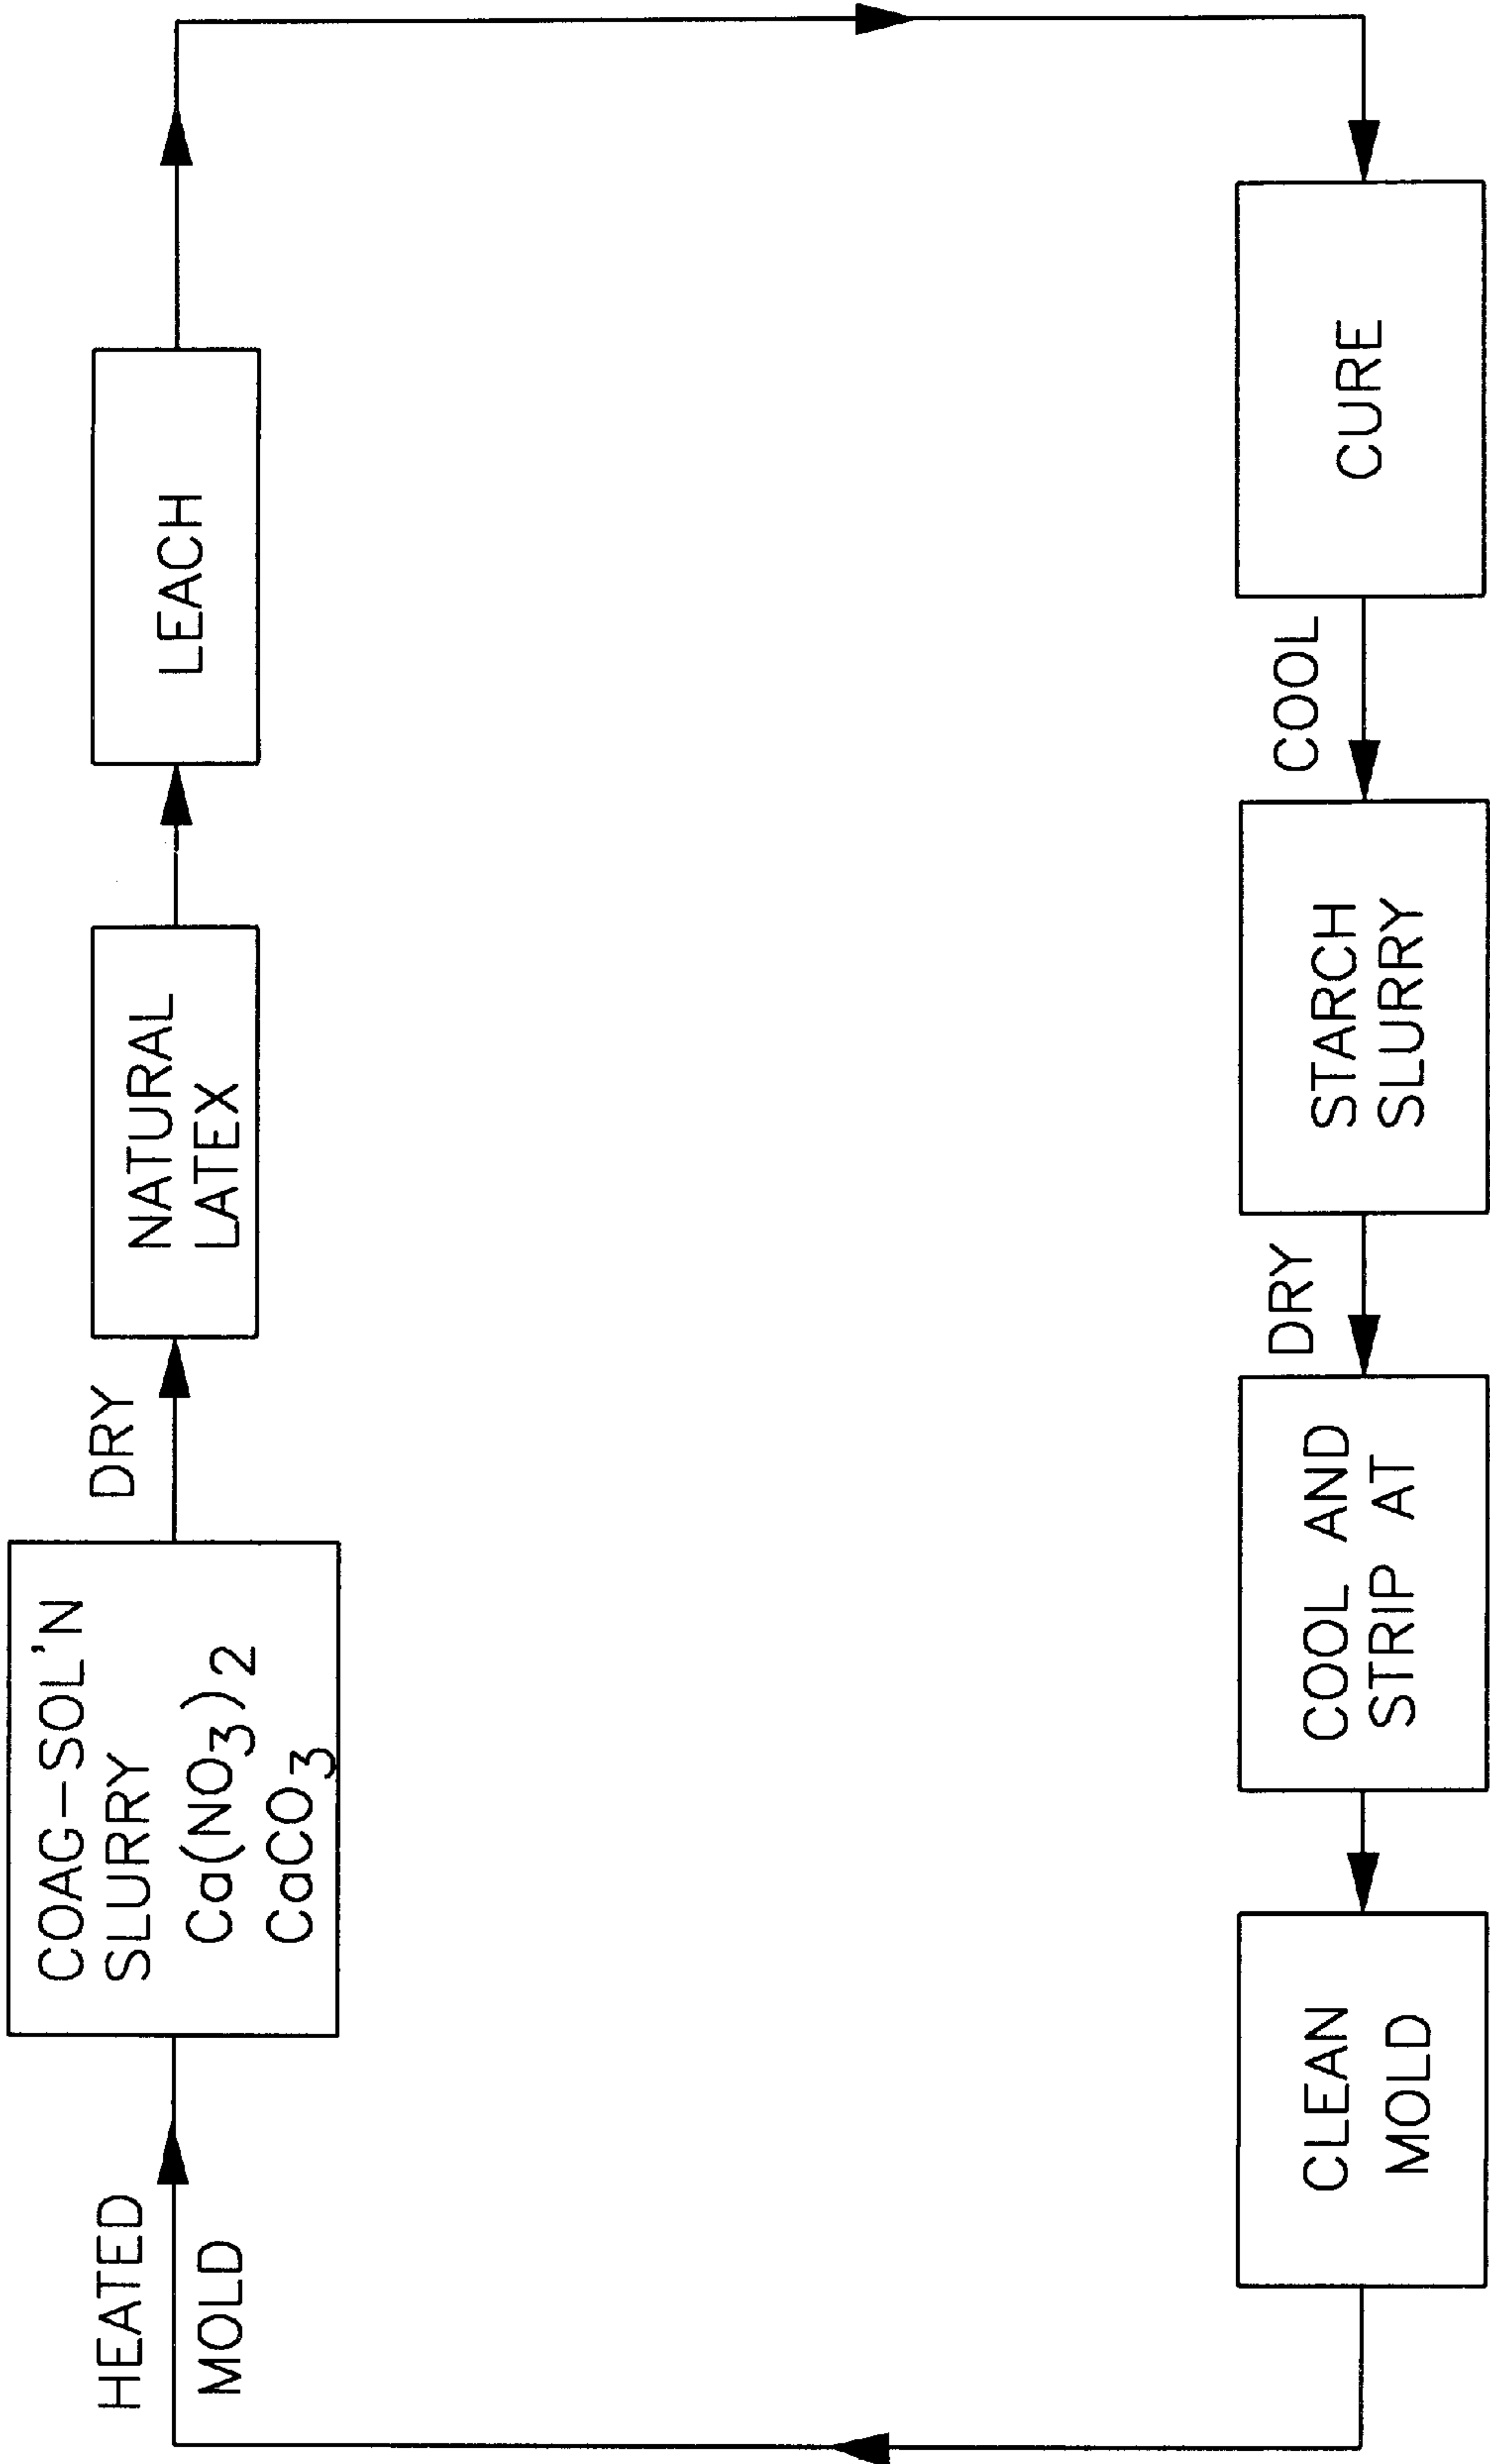 HEATED
MOLD
COAG-SOL'N
SLURRY
Ca(NO3)2
CaCO3
DRY
NATURAL
LATEX
LEACH
CURE
COOL
STARCH
SLURRY
DRY
COOL AND
STRIP AT
CLEAN
MOLD